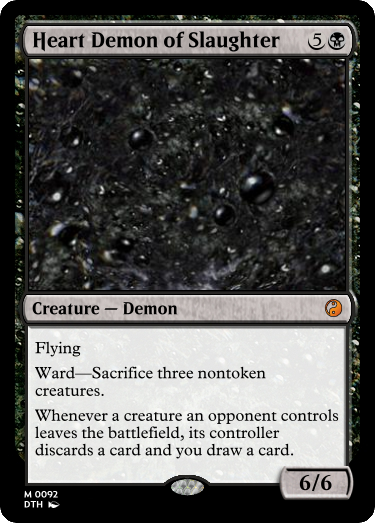 Heart Demon of Slaughter 5
Creature — Demon
Flying
Ward—Sacrifice three nontoken
creatures.
Whenever a creature an opponent controls
leaves the battlefield, its controller
discards a card and you draw a card.
6/6
M 0092
DTH